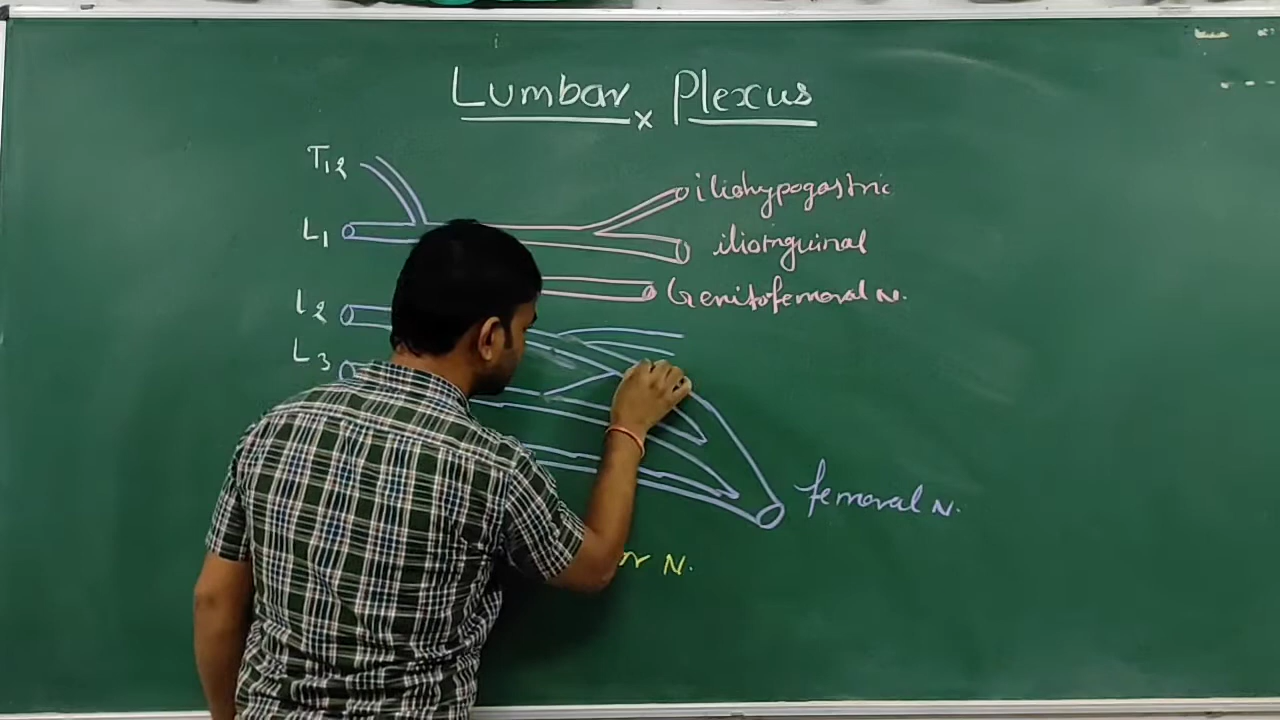 Lumbar Plexus
T12
iliohypogastric
L1
ilioinguinal
Genitofemoral N.
L2
L3
femoral N.
N.